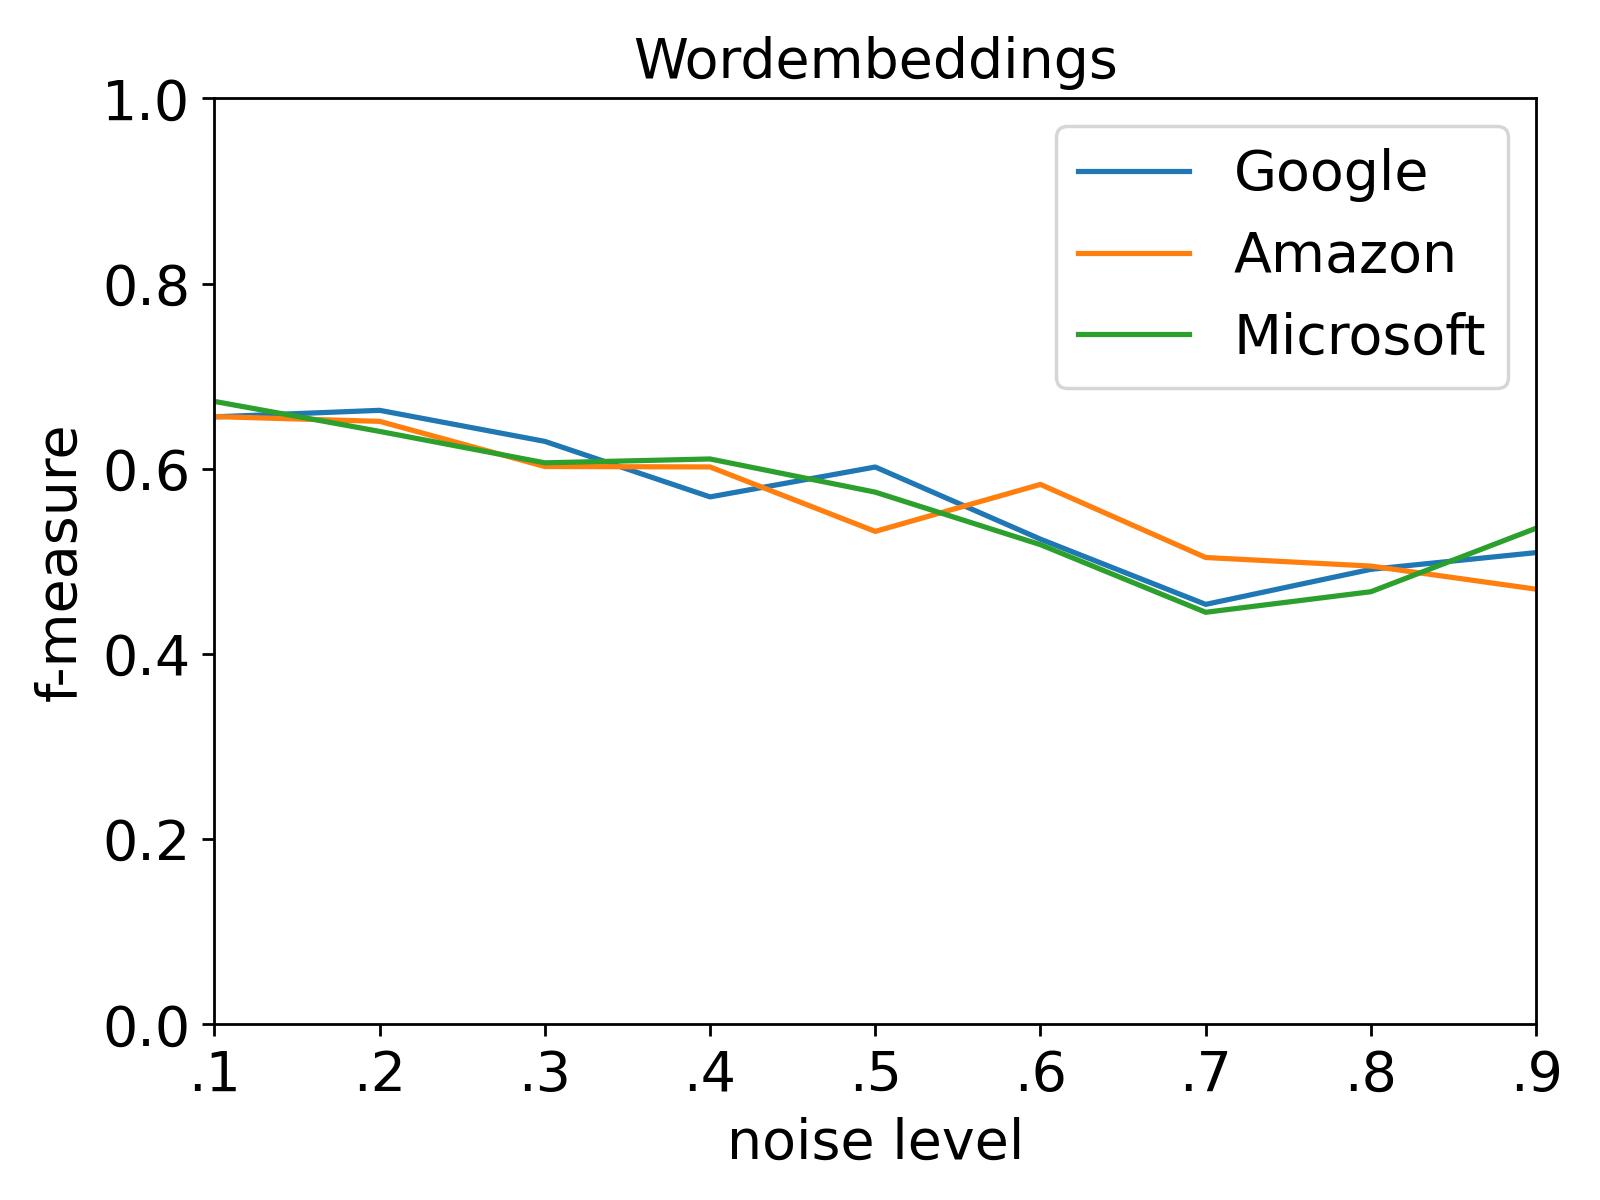 Wordembeddings
1.0
0.8
0.6
0.4
0.2
0.0
f-measure
Google
Amazon
Microsoft
.1 .2 .3 .4 .5 .6 .7 .8 .9
noise level